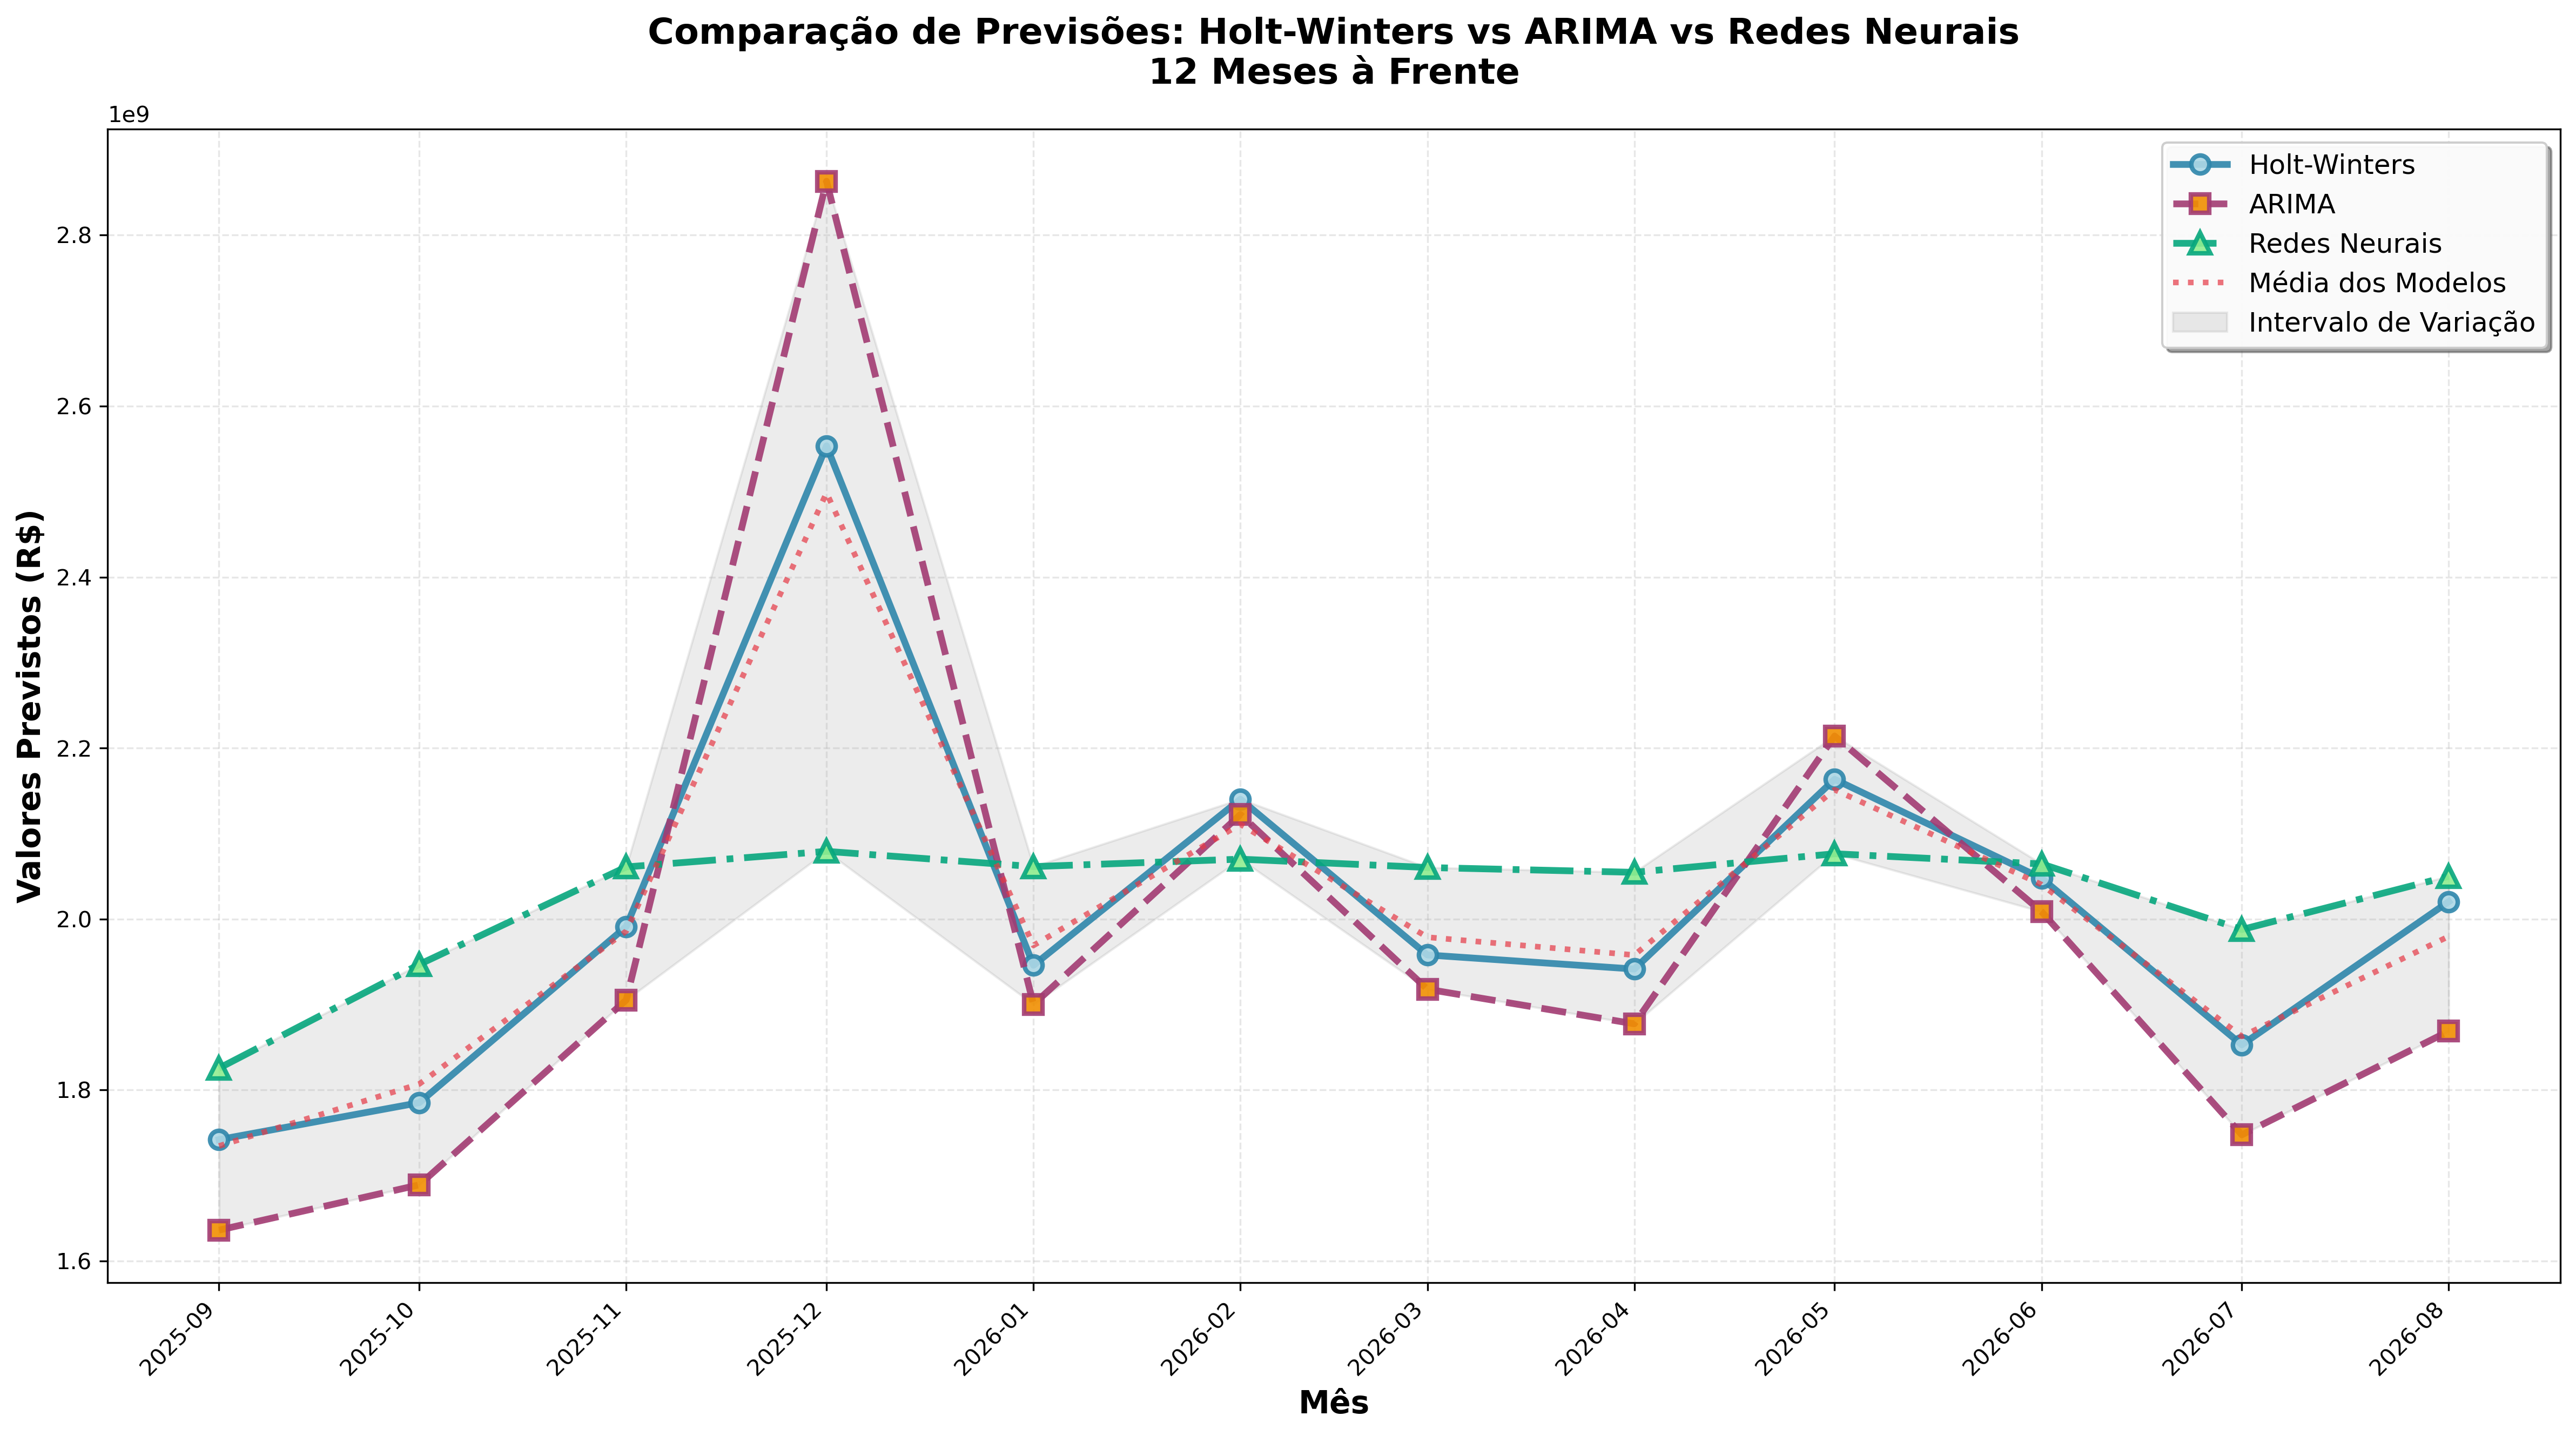 Comparação de Previsões: Holt-Winters vs ARIMA vs Redes Neurais
12 Meses à Frente
1e9
Holt-Winters
ARIMA
Redes Neurais
Média dos Modelos
Intervalo de Variação
Valores Previstos (R$)
2.8
2.6
2.4
2.2
2.0
1.8
1.6
2025-09
2025-10
2025-11
2025-12
2026-01
2026-02
2026-03
2026-04
2026-05
2026-06
2026-07
2026-08
Mês